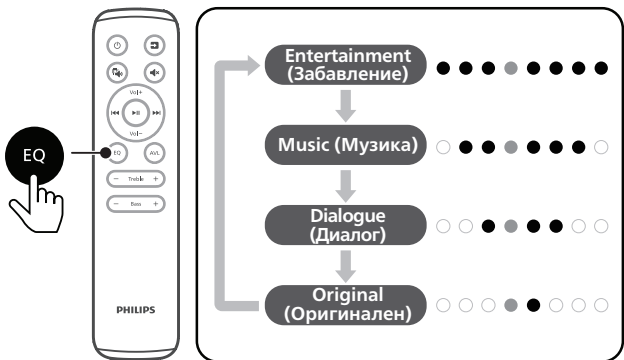 EQ
Vol+
Vol−
EQ
AVL
− Treble +
− Bass +
PHILIPS
Entertainment
(Забавление)
Music (Музика)
Dialogue
(Диалог)
Original
(Оригинален)